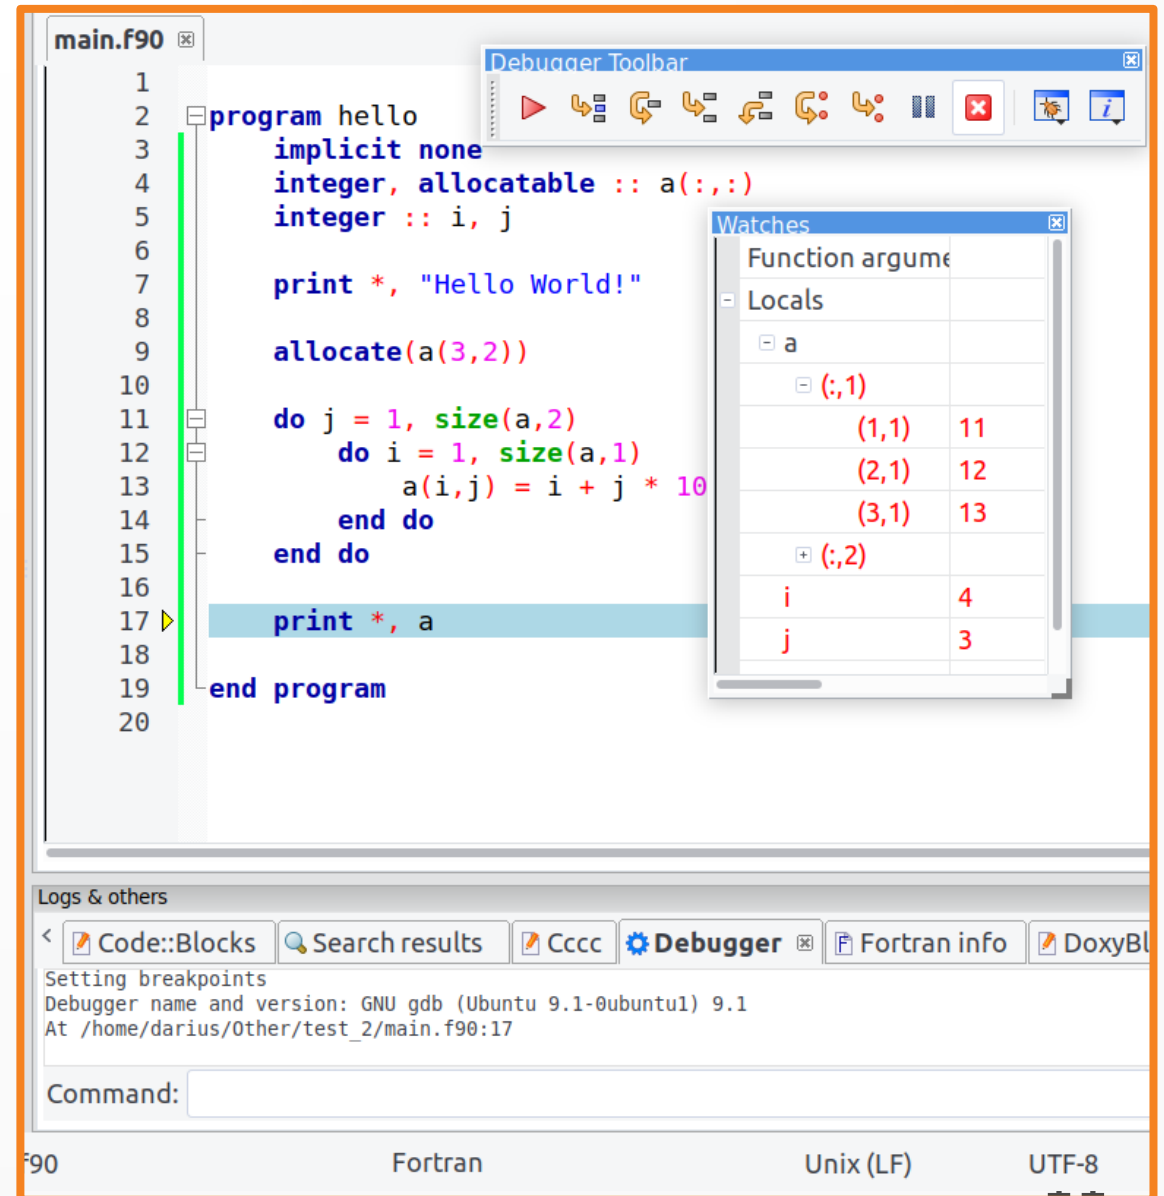 main.f90
Debugger Toolbar
1
2 program hello
3 implicit none
4 integer, allocatable :: a(:,:)
5 integer :: i, j
6
7 print *, "Hello World!"
8
9 allocate(a(3,2))
10
11 do j = 1, size(a,2)
12 do i = 1, size(a,1)
13 a(i,j) = i + j * 10
14 end do
15 end do
16
17 print *, a
18
19 end program
20
Watches
Function argume
Locals
a
(:,1)
(1,1) 11
(2,1) 12
(3,1) 13
(:,2)
i 4
j 3
Logs & others
Code::Blocks Search results Cccc Debugger Fortran info DoxyBl
Setting breakpoints
Debugger name and version: GNU gdb (Ubuntu 9.1-0ubuntu1) 9.1
At /home/darius/Other/test_2/main.f90:17
Command:
f90 Fortran Unix (LF) UTF-8